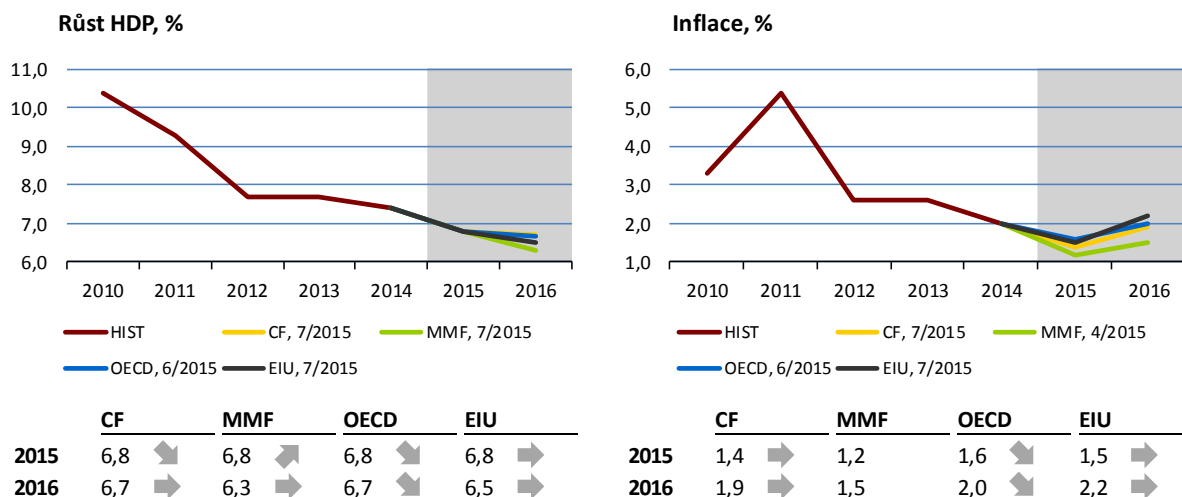 Růst HDP, %
11,0
10,0
9,0
8,0
7,0
6,0
2010 2011 2012 2013 2014 2015 2016
HIST CF, 7/2015 MMF, 7/2015
OECD, 6/2015 EIU, 7/2015
CF MMF OECD EIU
2015 6,8 6,8 6,8 6,8
2016 6,7 6,3 6,7 6,5
Inflace, %
6,0
5,0
4,0
3,0
2,0
1,0
2010 2011 2012 2013 2014 2015 2016
HIST CF, 7/2015 MMF, 4/2015
OECD, 6/2015 EIU, 7/2015
CF MMF OECD EIU
2015 1,4 1,2 1,6 1,5
2016 1,9 1,5 2,0 2,2